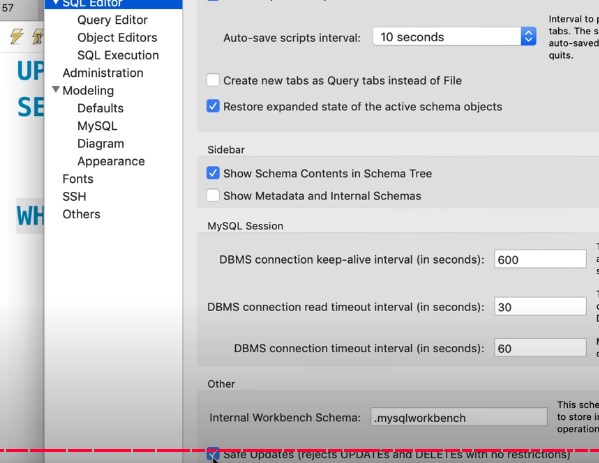 57
SQL Editor
Query Editor
Object Editors
SQL Execution
Administration
Modeling
Defaults
MySQL
Diagram
Appearance
Fonts
SSH
Others
UP
SE
WH
Auto-save scripts interval: 10 seconds
Interval to
tabs. The s
auto-saved
quits.
Create new tabs as Query tabs instead of File
Restore expanded state of the active schema objects
Sidebar
Show Schema Contents in Schema Tree
Show Metadata and Internal Schemas
MySQL Session
DBMS connection keep-alive interval (in seconds): 600
DBMS connection read timeout interval (in seconds): 30
DBMS connection timeout interval (in seconds): 60
Other
Internal Workbench Schema: .mysqlworkbench
This sche
to store i
operation
Safe Updates (rejects UPDATEs and DELETEs with no restrictions)